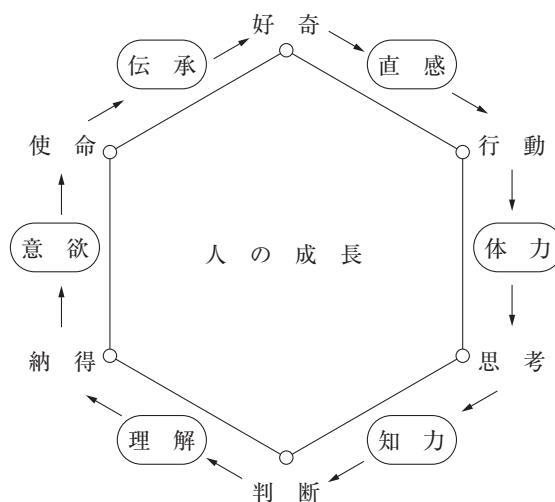 好 奇
伝 承
直 感
使 命
行 動
意 欲
人 の 成 長
体 力
納 得
思 考
理 解
知 力
判 断